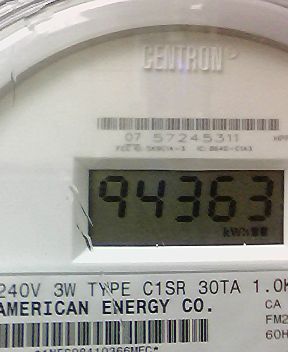 CENTRON
07 57245311
94363
kWh
240V 3W TYPE C1SR 30TA 1.0K
CA
AMERICAN ENERGY CO.
FM2
60H